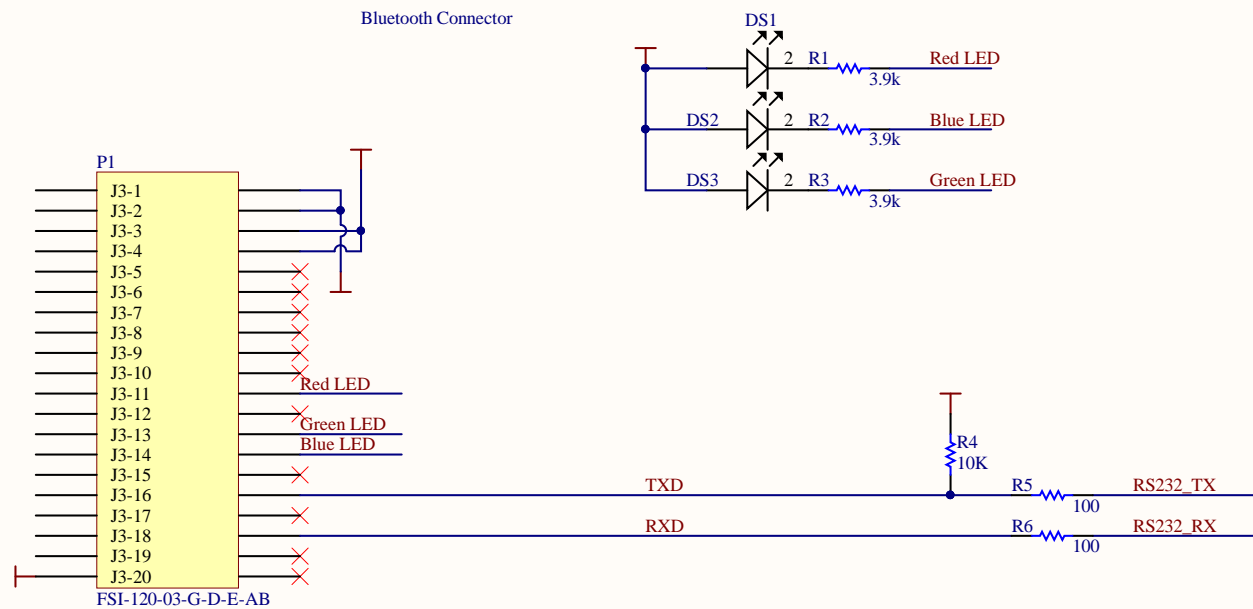 Bluetooth Connector
DS1
2 R1 Red LED
3.9k
DS2 2 R2 Blue LED
3.9k
DS3 2 R3 Green LED
3.9k
P1
J3-1
J3-2
J3-3
J3-4
J3-5
J3-6
J3-7
J3-8
J3-9
J3-10
J3-11 Red LED
J3-12
J3-13 Green LED
J3-14 Blue LED
J3-15
J3-16
J3-17
J3-18
J3-19
J3-20
FSI-120-03-G-D-E-AB
R4
10K
TXD R5 RS232_TX
100
RXD R6 RS232_RX
100